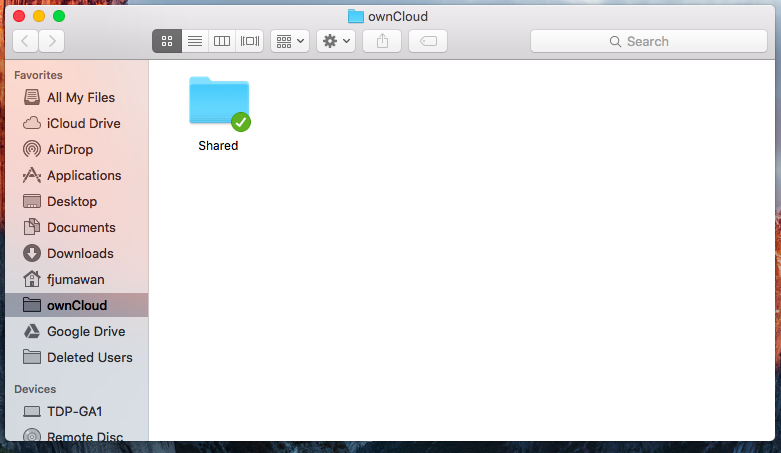 ownCloud
Search
Favorites
All My Files
iCloud Drive
AirDrop
Applications
Desktop
Documents
Downloads
fjumawan
ownCloud
Google Drive
Deleted Users
Devices
TDP-GA1
Remote Disc
Shared